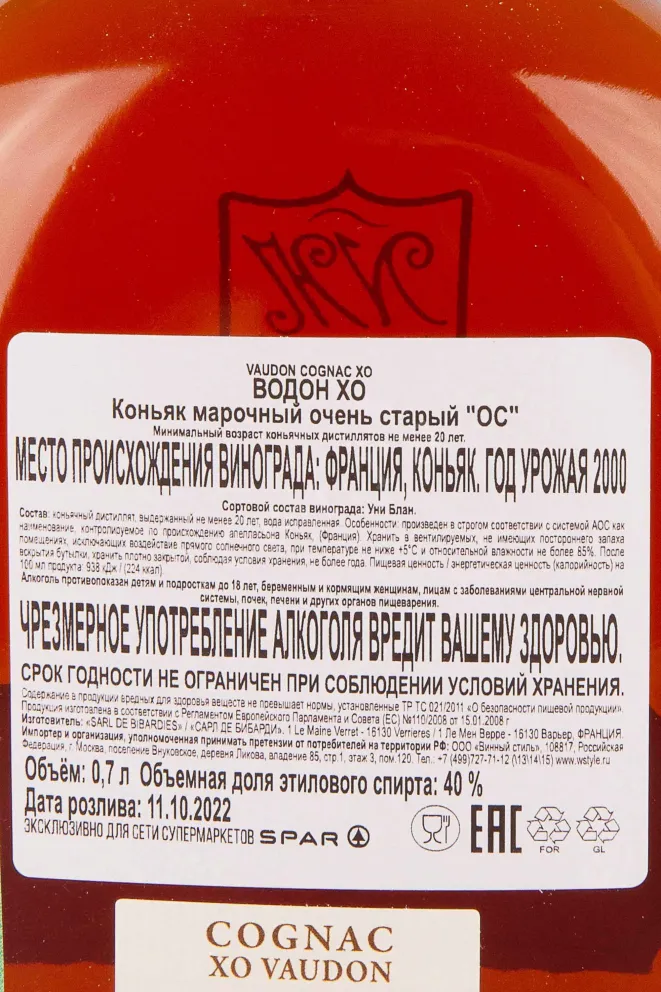 VAUDON COGNAC XO
ВОДОН ХО
Коньяк марочный очень старый "ОС"
Минимальный возраст коньячных дистиллятов не менее 20 лет.
МЕСТО ПРОИСХОЖДЕНИЯ ВИНОГРАДА: ФРАНЦИЯ, КОНЬЯК. ГОД УРОЖАЯ 2000
Сортовой состав винограда: Уни Блан.
Состав: коньячный дистиллят, выдержанный не менее 20 лет, вода исправленная. Особенности: произведен в строгом соответствии с системой АОС как
наименование, контролируемое по происхождению апелласьона Коньяк, (Франция). Хранить в вентилируемых, не имеющих постороннего запаха
помещениях, исключающих воздействие прямого солнечного света, при температуре не ниже +5°С и относительной влажности не более 85%. После
вскрытия бутылки, хранить плотно закрытой, соблюдая условия хранения, не более года. Пищевая ценность / энергетическая ценность (калорийность) на
100 мл продукта: 938 кДж / (224 ккал)
Алкоголь противопоказан детям и подросткам до 18 лет, беременным и кормящим женщинам, лицам с заболеваниями центральной нервной
системы, почек, печени и других органов пищеварения.
ЧРЕЗМЕРНОЕ УПОТРЕБЛЕНИЕ АЛКОГОЛЯ ВРЕДИТ ВАШЕМУ ЗДОРОВЬЮ.
СРОК ГОДНОСТИ НЕ ОГРАНИЧЕН ПРИ СОБЛЮДЕНИИ УСЛОВИЙ ХРАНЕНИЯ.
Содержание в продукции вредных для здоровья веществ не превышает нормы, установленные ТР ТС 021/2011 «О безопасности пищевой продукции».
Продукция изготовлена в соответствии с Регламентом Европейского Парламента и Совета (ЕС) №110/2008 от 15.01.2008 г
Изготовитель: «SARL DE BIBARDIES» / «САРЛ ДЕ БИБАРДИ». 1 Le Maine Verret - 16130 Verrieres / 1 Ле Мен Верре - 16130 Варьер, ФРАНЦИЯ.
Импортер и организация, уполномоченная принимать претензии от потребителей на территории РФ: ООО «Винный стиль», 108817, Российская
Федерация, г. Москва, поселение Внуковское, деревня Ликова, владение 85, стр.1, этаж 3, пом.120. Тел.: +7 (499)727-71-12 (\13\14\15) www.wstyle.ru
Объём: 0,7 л Объемная доля этилового спирта: 40 %
Дата розлива: 11.10.2022
ЭКСКЛЮЗИВНО ДЛЯ СЕТИ СУПЕРМАРКЕТОВ SPAR
EAC
FOR
GL
COGNAC
XO VAUDON